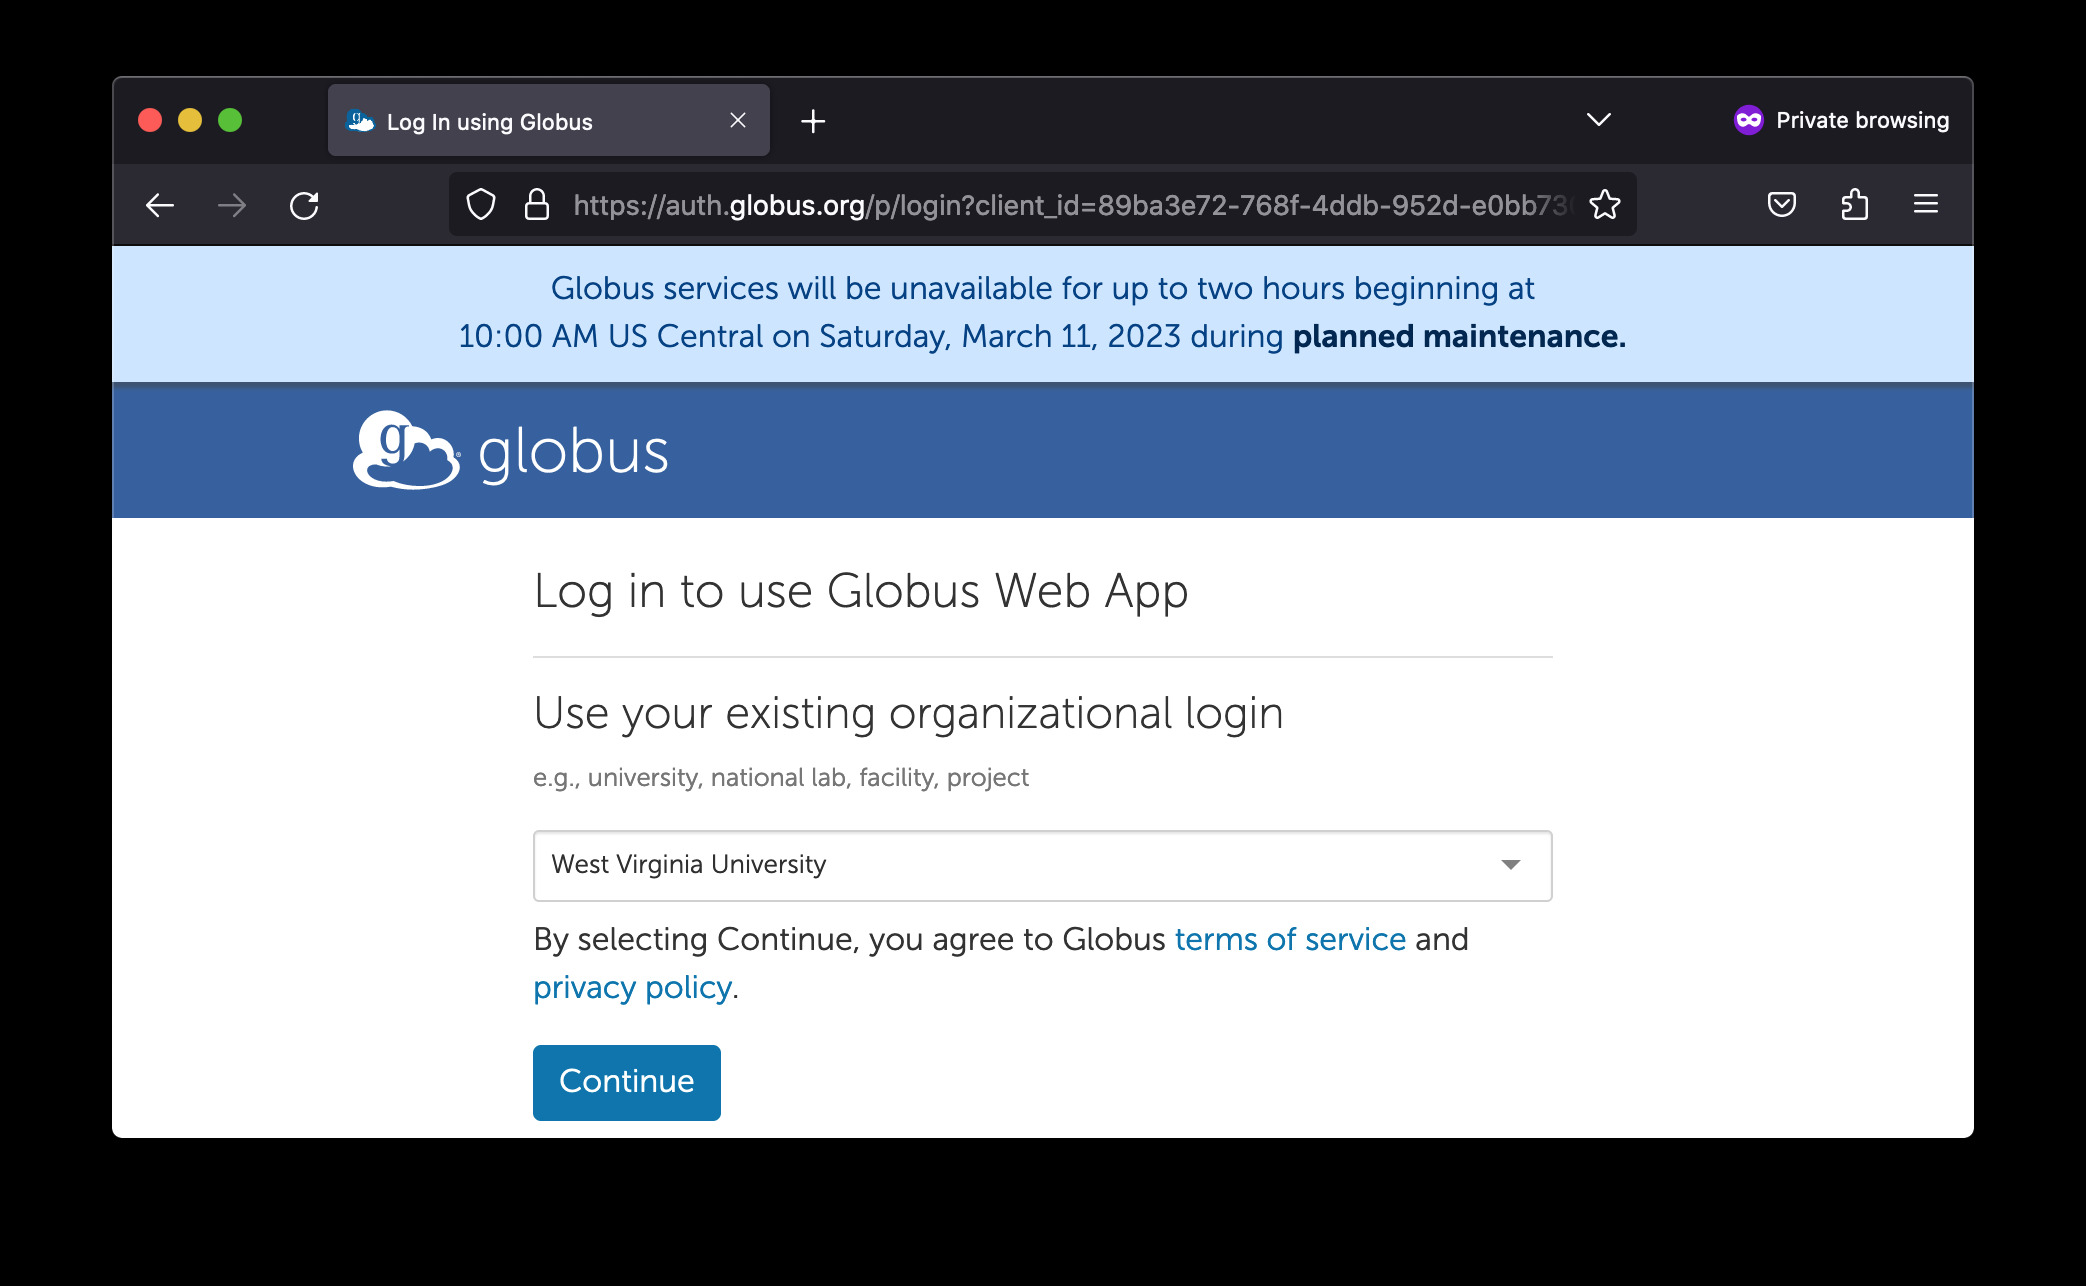 Log In using Globus
Private browsing
https://auth.globus.org/p/login?client_id=89ba3e72-768f-4ddb-952d-e0bb73
Globus services will be unavailable for up to two hours beginning at
10:00 AM US Central on Saturday, March 11, 2023 during planned maintenance.
g globus
Log in to use Globus Web App
Use your existing organizational login
e.g., university, national lab, facility, project
West Virginia University
By selecting Continue, you agree to Globus terms of service and
privacy policy.
Continue